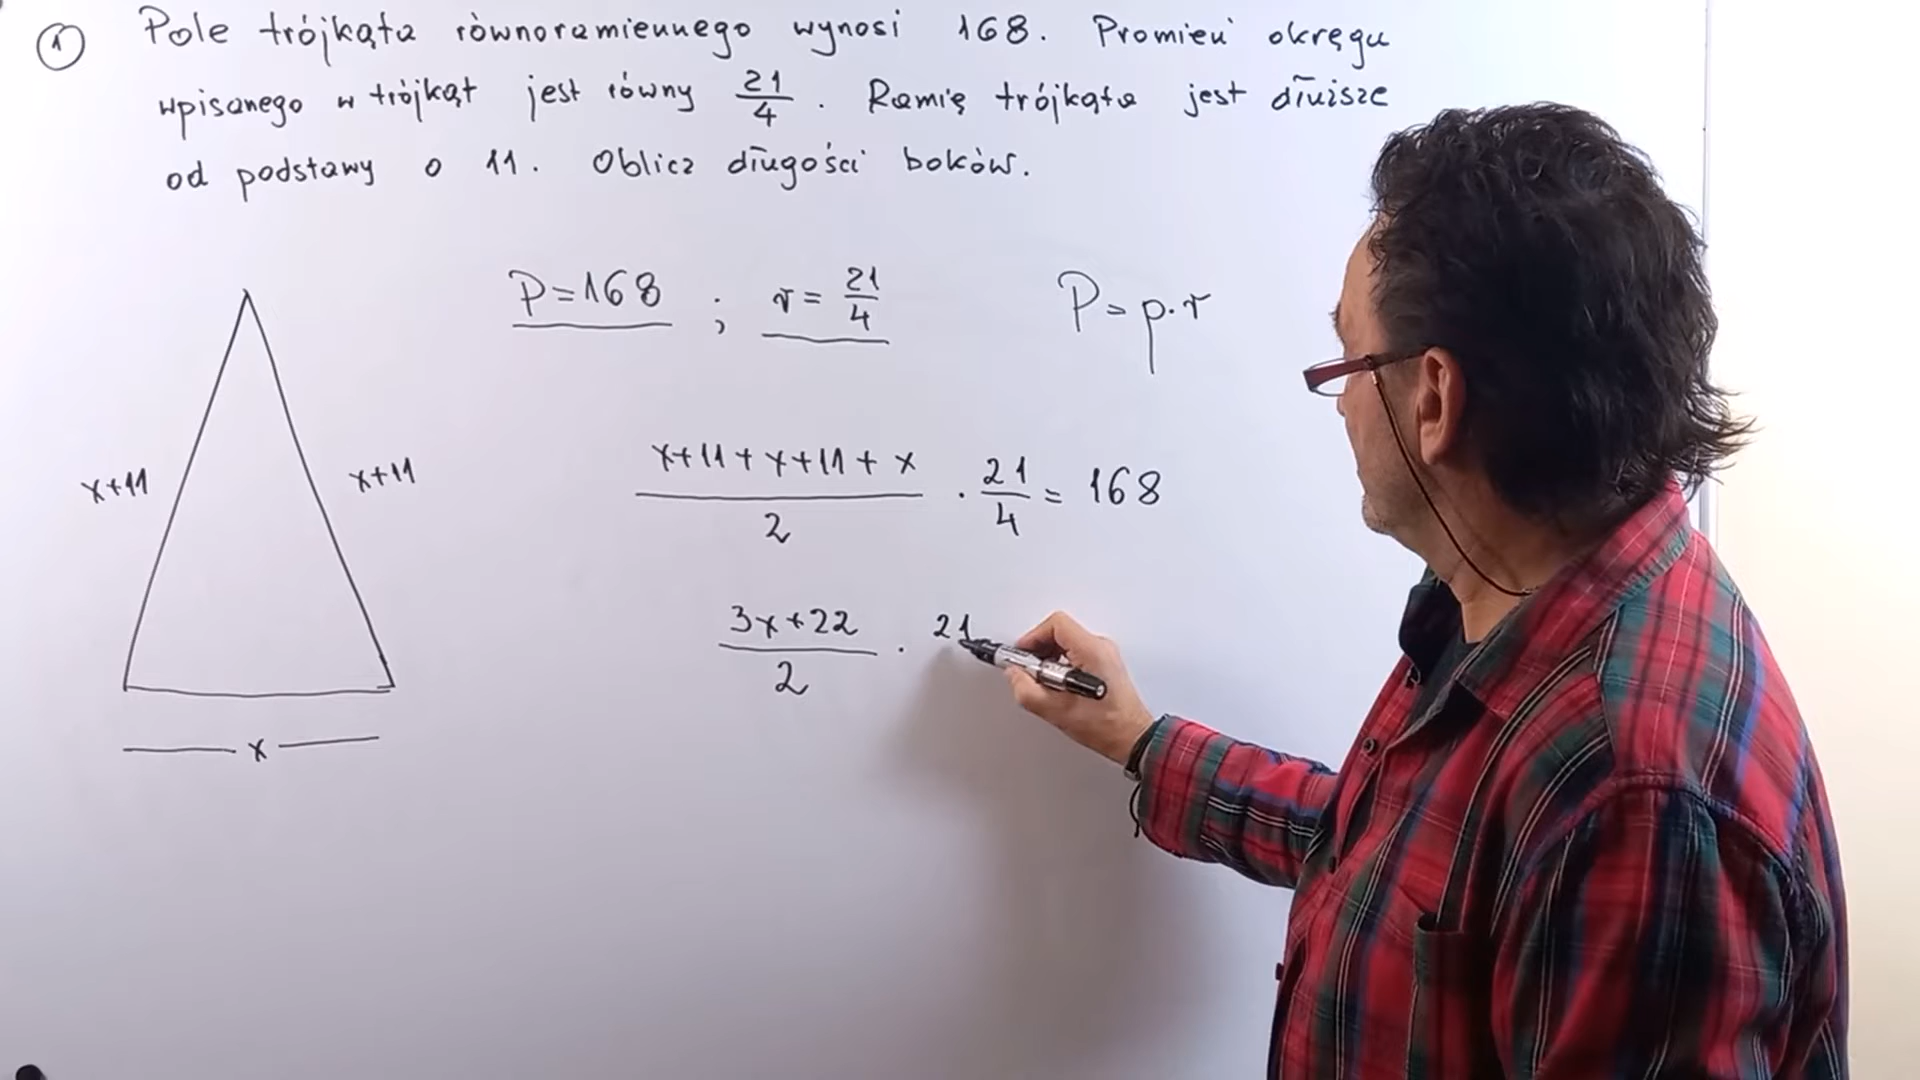 ① Pole trójkąta równoramiennego wynosi 168. Promień okręgu
wpisanego w trójkąt jest równy 21/4. Ramię trójkąta jest dłuższe
od podstawy o 11. Oblicz długości boków.
P=168 ; r = 21/4 P = p·r
x+11 x+11
x
(x+11+x+11+x)/2 · 21/4 = 168
(3x+22)/2 · 21